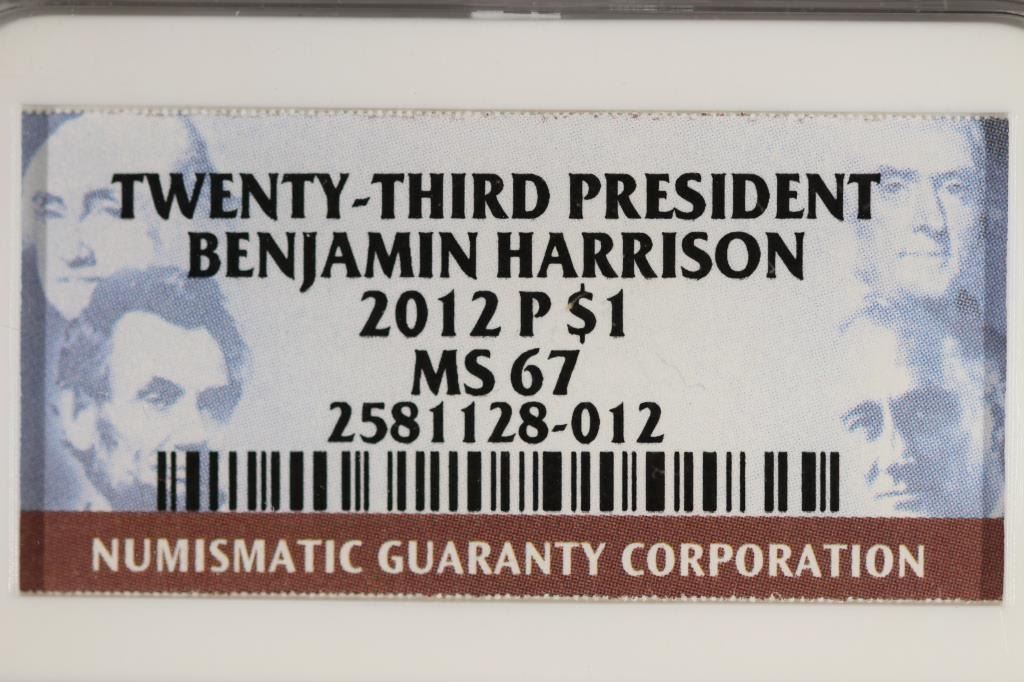 TWENTY-THIRD PRESIDENT
BENJAMIN HARRISON
2012 P $1
MS 67
2581128-012
NUMISMATIC GUARANTY CORPORATION